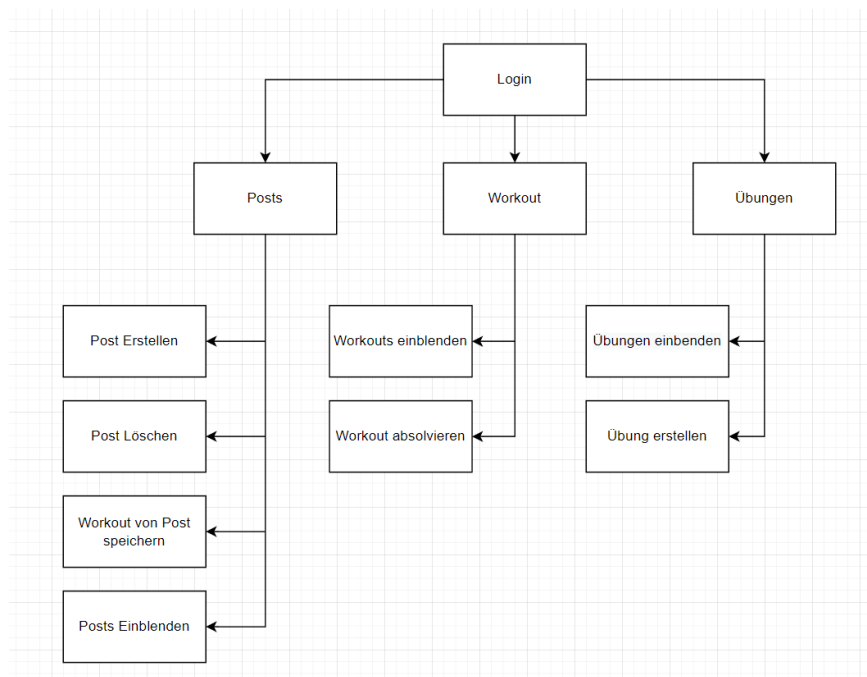 Login
Posts
Workout
Übungen
Post Erstellen
Workouts einblenden
Übungen einbenden
Post Löschen
Workout absolvieren
Übung erstellen
Workout von Post
speichern
Posts Einblenden